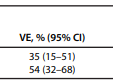 VE, % (95% CI)
35 (15–51)
54 (32–68)